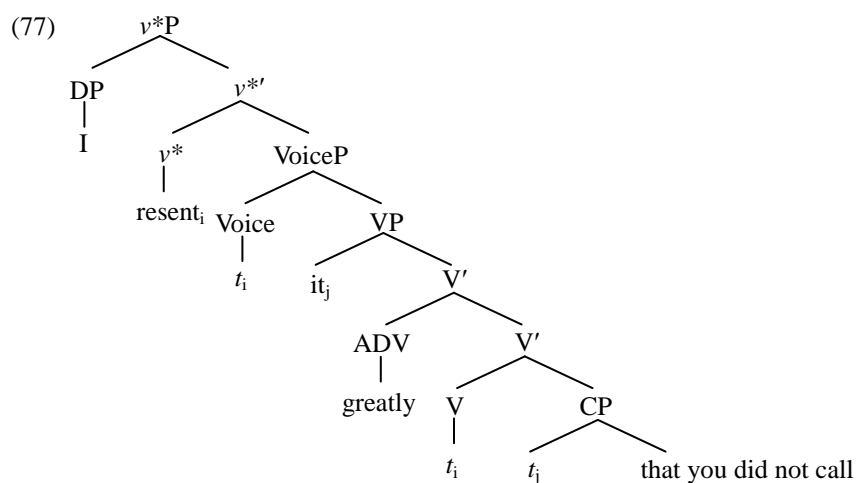 (77) v*P
DP v*′
I v* VoiceP
resentᵢ Voice VP
tᵢ itⱼ V′
ADV V′
greatly V CP
tᵢ tⱼ that you did not call